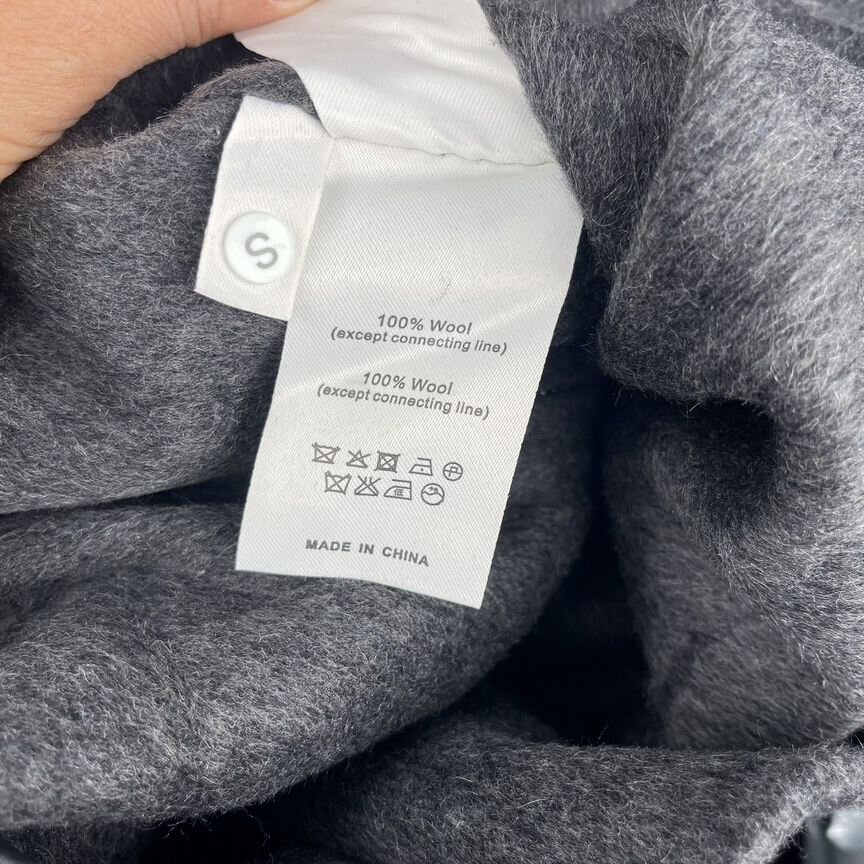 S
100% Wool
(except connecting line)
100% Wool
(except connecting line)
MADE IN CHINA